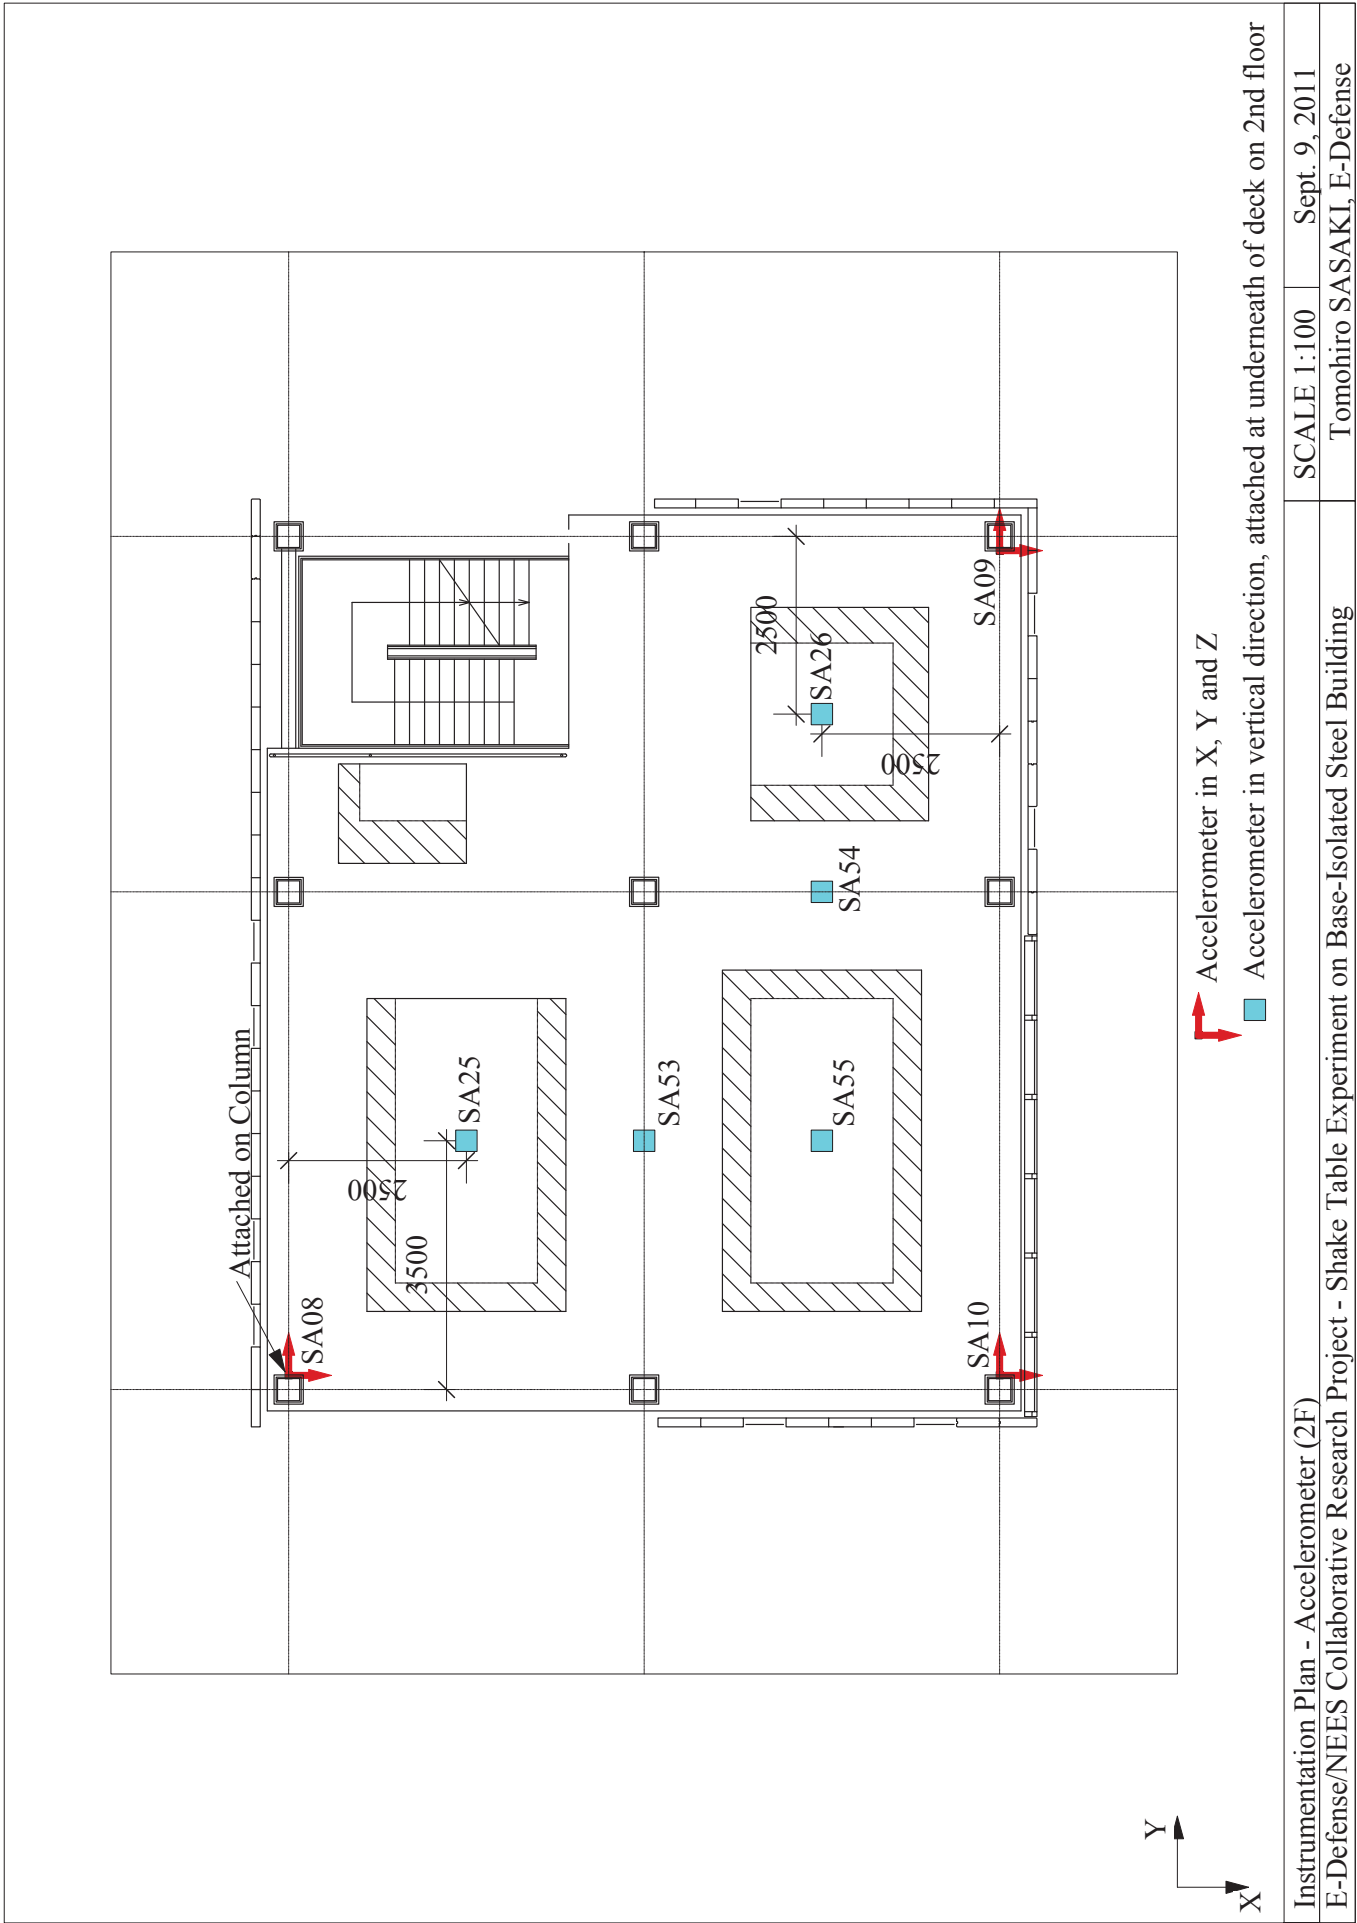 Attached on Column
SA08
2500
3500
SA25
SA53
SA55
SA54
2500
SA26
2500
SA09
SA10
Accelerometer in X, Y and Z
Accelerometer in vertical direction, attached at underneath of deck on 2nd floor
Y
X
Instrumentation Plan - Accelerometer (2F)
SCALE 1:100
Sept. 9, 2011
E-Defense/NEES Collaborative Research Project - Shake Table Experiment on Base-Isolated Steel Building
Tomohiro SASAKI, E-Defense